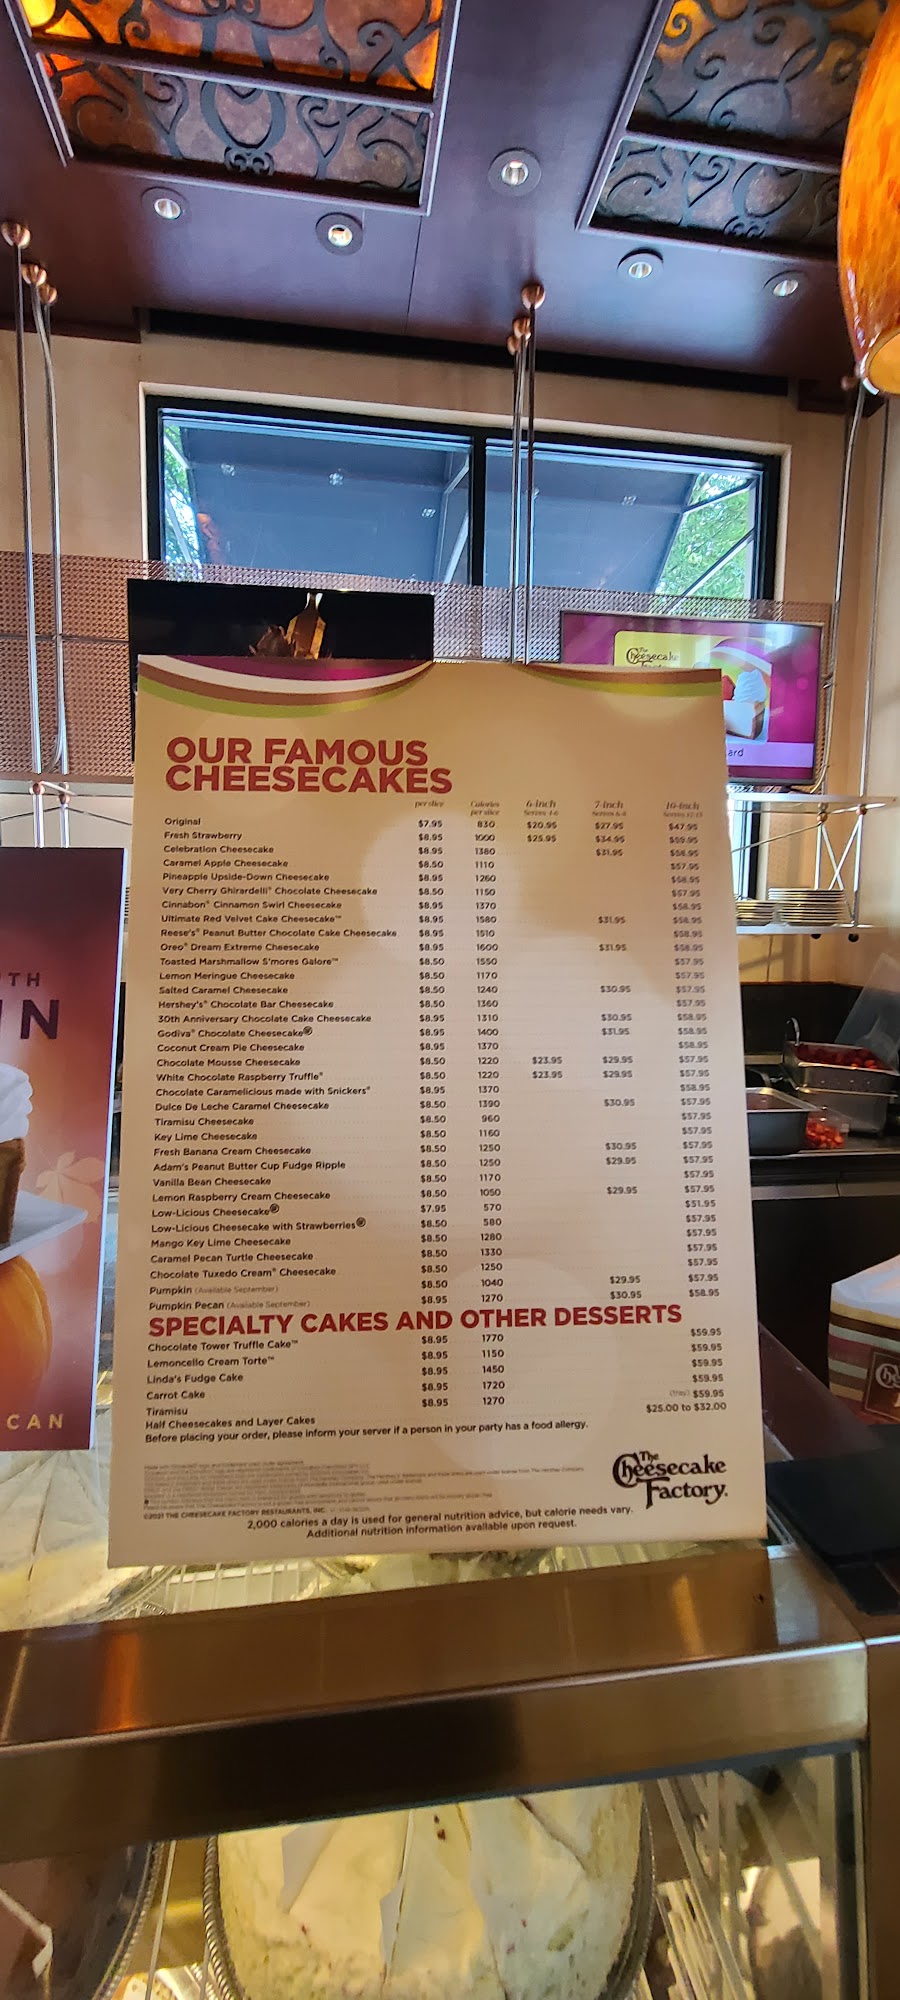 The
Cheesecake
ard
OUR FAMOUS
CHEESECAKES
per slice Calories per slice 6-inch 7-inch 10-inch
Original $7.95 830 $20.95 $27.95 $47.95
Fresh Strawberry $8.95 1000 $25.95 $34.95 $59.95
Celebration Cheesecake $8.95 1380 $31.95 $58.95
Caramel Apple Cheesecake $8.50 1110 $57.95
Pineapple Upside-Down Cheesecake $8.95 1260 $58.95
Very Cherry Ghirardelli® Chocolate Cheesecake $8.50 1150 $57.95
Cinnabon® Cinnamon Swirl Cheesecake $8.95 1370 $58.95
Ultimate Red Velvet Cake Cheesecake™ $8.95 1580 $31.95 $58.95
Reese's® Peanut Butter Chocolate Cake Cheesecake $8.95 1510 $58.95
Oreo® Dream Extreme Cheesecake $8.95 1600 $31.95 $58.95
Toasted Marshmallow S'mores Galore™ $8.50 1550 $57.95
Lemon Meringue Cheesecake $8.50 1170 $57.95
Salted Caramel Cheesecake $8.50 1240 $30.95 $57.95
Hershey's® Chocolate Bar Cheesecake $8.50 1360 $57.95
30th Anniversary Chocolate Cake Cheesecake $8.95 1310 $30.95 $58.95
Godiva® Chocolate Cheesecake® $8.95 1400 $31.95 $58.95
Coconut Cream Pie Cheesecake $8.95 1370 $58.95
Chocolate Mousse Cheesecake $8.50 1220 $23.95 $29.95 $57.95
White Chocolate Raspberry Truffle® $8.50 1220 $23.95 $29.95 $57.95
Chocolate Caramelicious made with Snickers® $8.95 1370 $58.95
Dulce De Leche Caramel Cheesecake $8.50 1390 $30.95 $57.95
Tiramisu Cheesecake $8.50 960 $57.95
Key Lime Cheesecake $8.50 1160 $57.95
Fresh Banana Cream Cheesecake $8.50 1250 $30.95 $57.95
Adam's Peanut Butter Cup Fudge Ripple $8.50 1250 $29.95 $57.95
Vanilla Bean Cheesecake $8.50 1170 $57.95
Lemon Raspberry Cream Cheesecake $8.50 1050 $29.95 $57.95
Low-Licious Cheesecake® $7.95 570 $51.95
Low-Licious Cheesecake with Strawberries® $8.50 580 $57.95
Mango Key Lime Cheesecake $8.50 1280 $57.95
Caramel Pecan Turtle Cheesecake $8.50 1330 $57.95
Chocolate Tuxedo Cream® Cheesecake $8.50 1250 $57.95
Pumpkin (Available September) $8.50 1040 $29.95 $57.95
Pumpkin Pecan (Available September) $8.95 1270 $30.95 $58.95
SPECIALTY CAKES AND OTHER DESSERTS
Chocolate Tower Truffle Cake™ $8.95 1770 $59.95
Lemoncello Cream Torte™ $8.95 1150 $59.95
Linda's Fudge Cake $8.95 1450 $59.95
Carrot Cake $8.95 1720 $59.95
Tiramisu $8.95 1270 (tray) $59.95
Half Cheesecakes and Layer Cakes $25.00 to $32.00
Before placing your order, please inform your server if a person in your party has a food allergy.
©2021 THE CHEESECAKE FACTORY RESTAURANTS, INC.
2,000 calories a day is used for general nutrition advice, but calorie needs vary.
Additional nutrition information available upon request.
The
Cheesecake
Factory.
TH
N
CAN